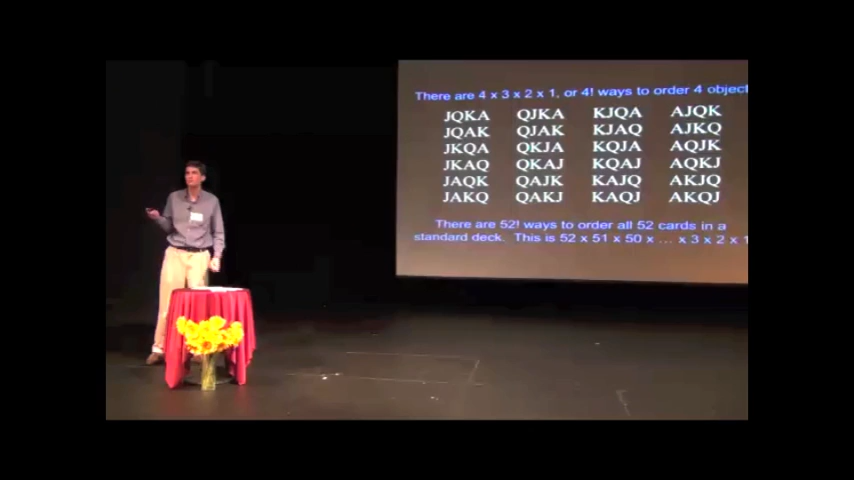 There are 4 x 3 x 2 x 1, or 4! ways to order 4 object
JQKA QJKA KJQA AJQK
JQAK QJAK KJAQ AJKQ
JKQA QKJA KQJA AQJK
JKAQ QKAJ KQAJ AQKJ
JAQK QAJK KAJQ AKJQ
JAKQ QAKJ KAQJ AKQJ
There are 52! ways to order all 52 cards in a
standard deck. This is 52 x 51 x 50 x ... x 3 x 2 x 1